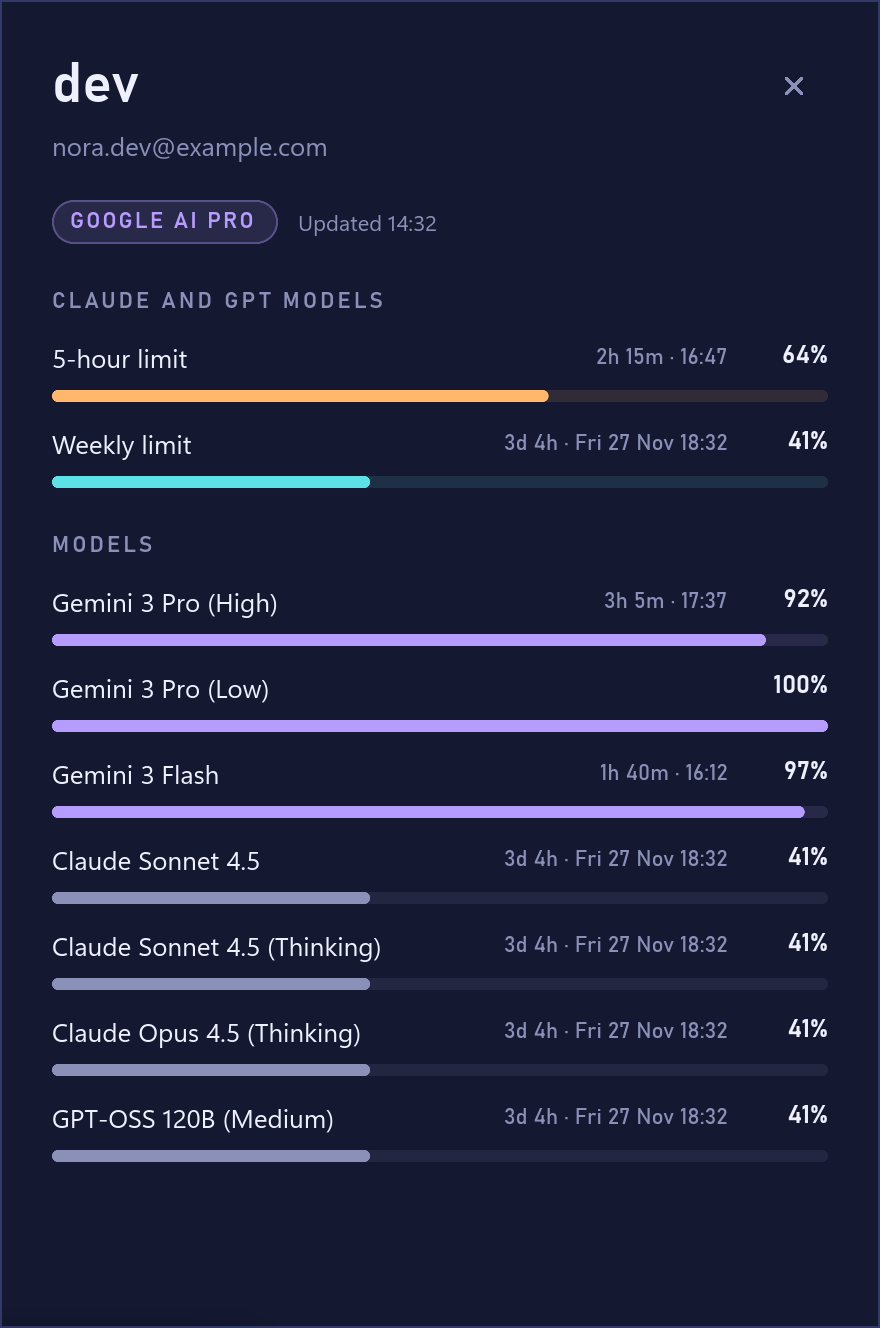 dev
nora.dev@example.com
GOOGLE AI PRO Updated 14:32
CLAUDE AND GPT MODELS
5-hour limit 2h 15m · 16:47 64%
Weekly limit 3d 4h · Fri 27 Nov 18:32 41%
MODELS
Gemini 3 Pro (High) 3h 5m · 17:37 92%
Gemini 3 Pro (Low) 100%
Gemini 3 Flash 1h 40m · 16:12 97%
Claude Sonnet 4.5 3d 4h · Fri 27 Nov 18:32 41%
Claude Sonnet 4.5 (Thinking) 3d 4h · Fri 27 Nov 18:32 41%
Claude Opus 4.5 (Thinking) 3d 4h · Fri 27 Nov 18:32 41%
GPT-OSS 120B (Medium) 3d 4h · Fri 27 Nov 18:32 41%